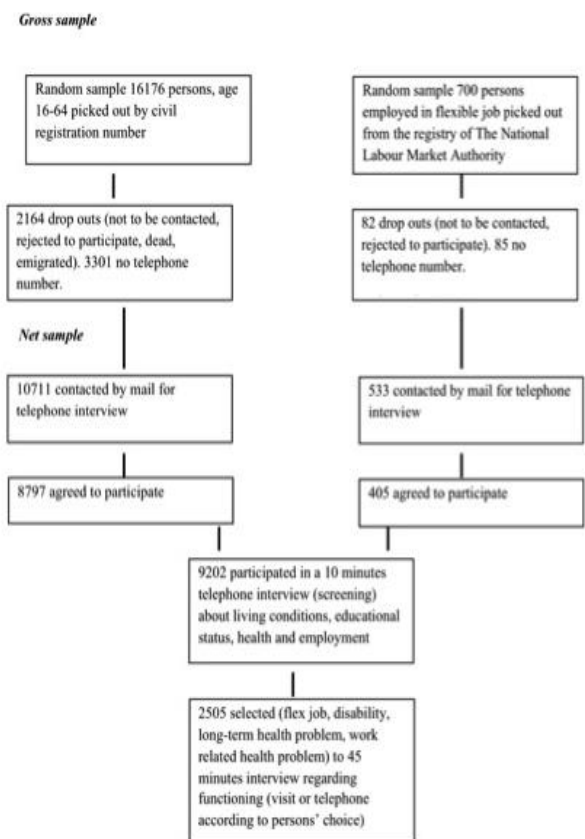 Gross sample
Random sample 16176 persons, age
16-64 picked out by civil
registration number
Random sample 700 persons
employed in flexible job picked out
from the registry of The National
Labour Market Authority
2164 drop outs (not to be contacted,
rejected to participate, dead,
emigrated). 3301 no telephone
number.
82 drop outs (not to be contacted,
rejected to participate). 85 no
telephone number.
Net sample
10711 contacted by mail for
telephone interview
533 contacted by mail for telephone
interview
8797 agreed to participate
405 agreed to participate
9202 participated in a 10 minutes
telephone interview (screening)
about living conditions, educational
status, health and employment
2505 selected (flex job, disability,
long-term health problem, work
related health problem) to 45
minutes interview regarding
functioning (visit or telephone
according to persons’ choice)